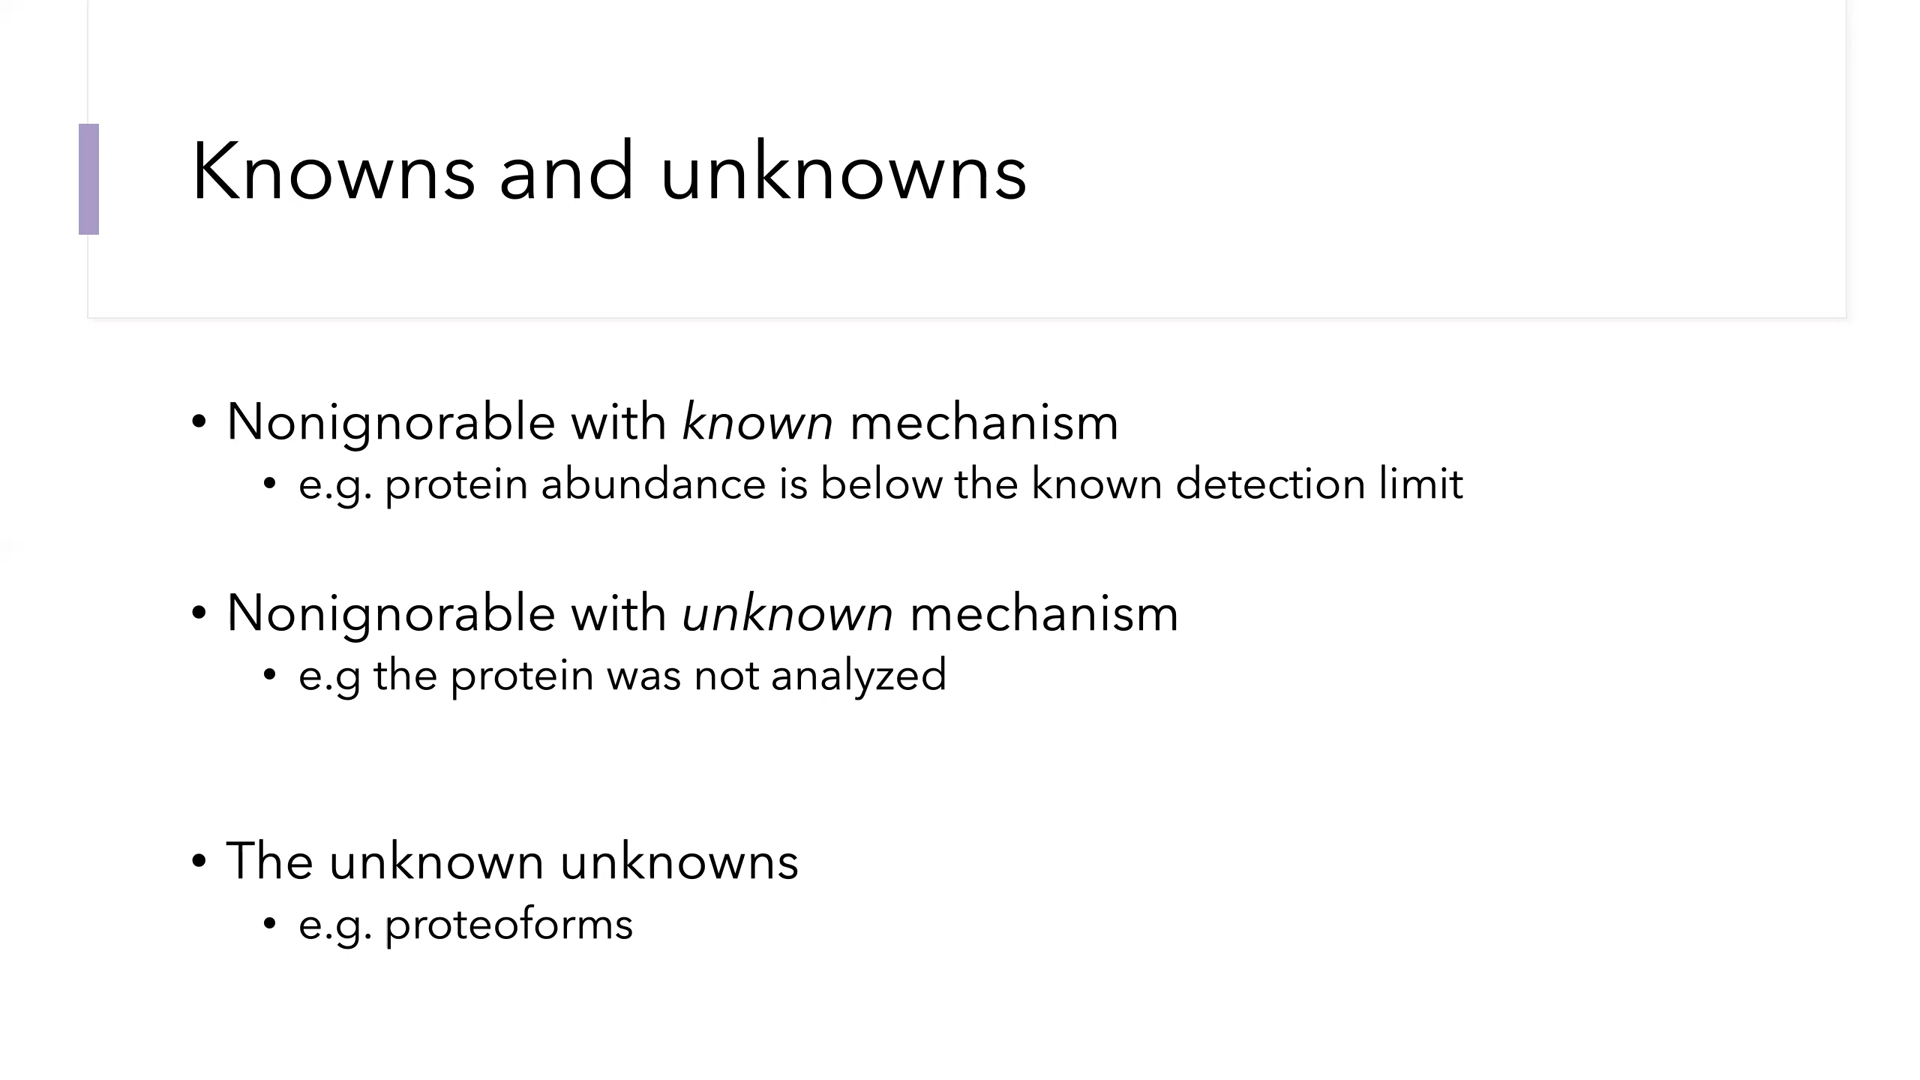 Knowns and unknowns
• Nonignorable with known mechanism
• e.g. protein abundance is below the known detection limit
• Nonignorable with unknown mechanism
• e.g the protein was not analyzed
• The unknown unknowns
• e.g. proteoforms